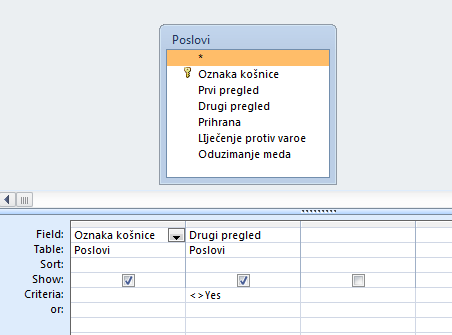 Poslovi
*
Oznaka košnice
Prvi pregled
Drugi pregled
Prihrana
LIječenje protiv varoe
Oduzimanje meda
Field: Oznaka košnice Drugi pregled
Table: Poslovi Poslovi
Sort:
Show:
Criteria: <>Yes
or: